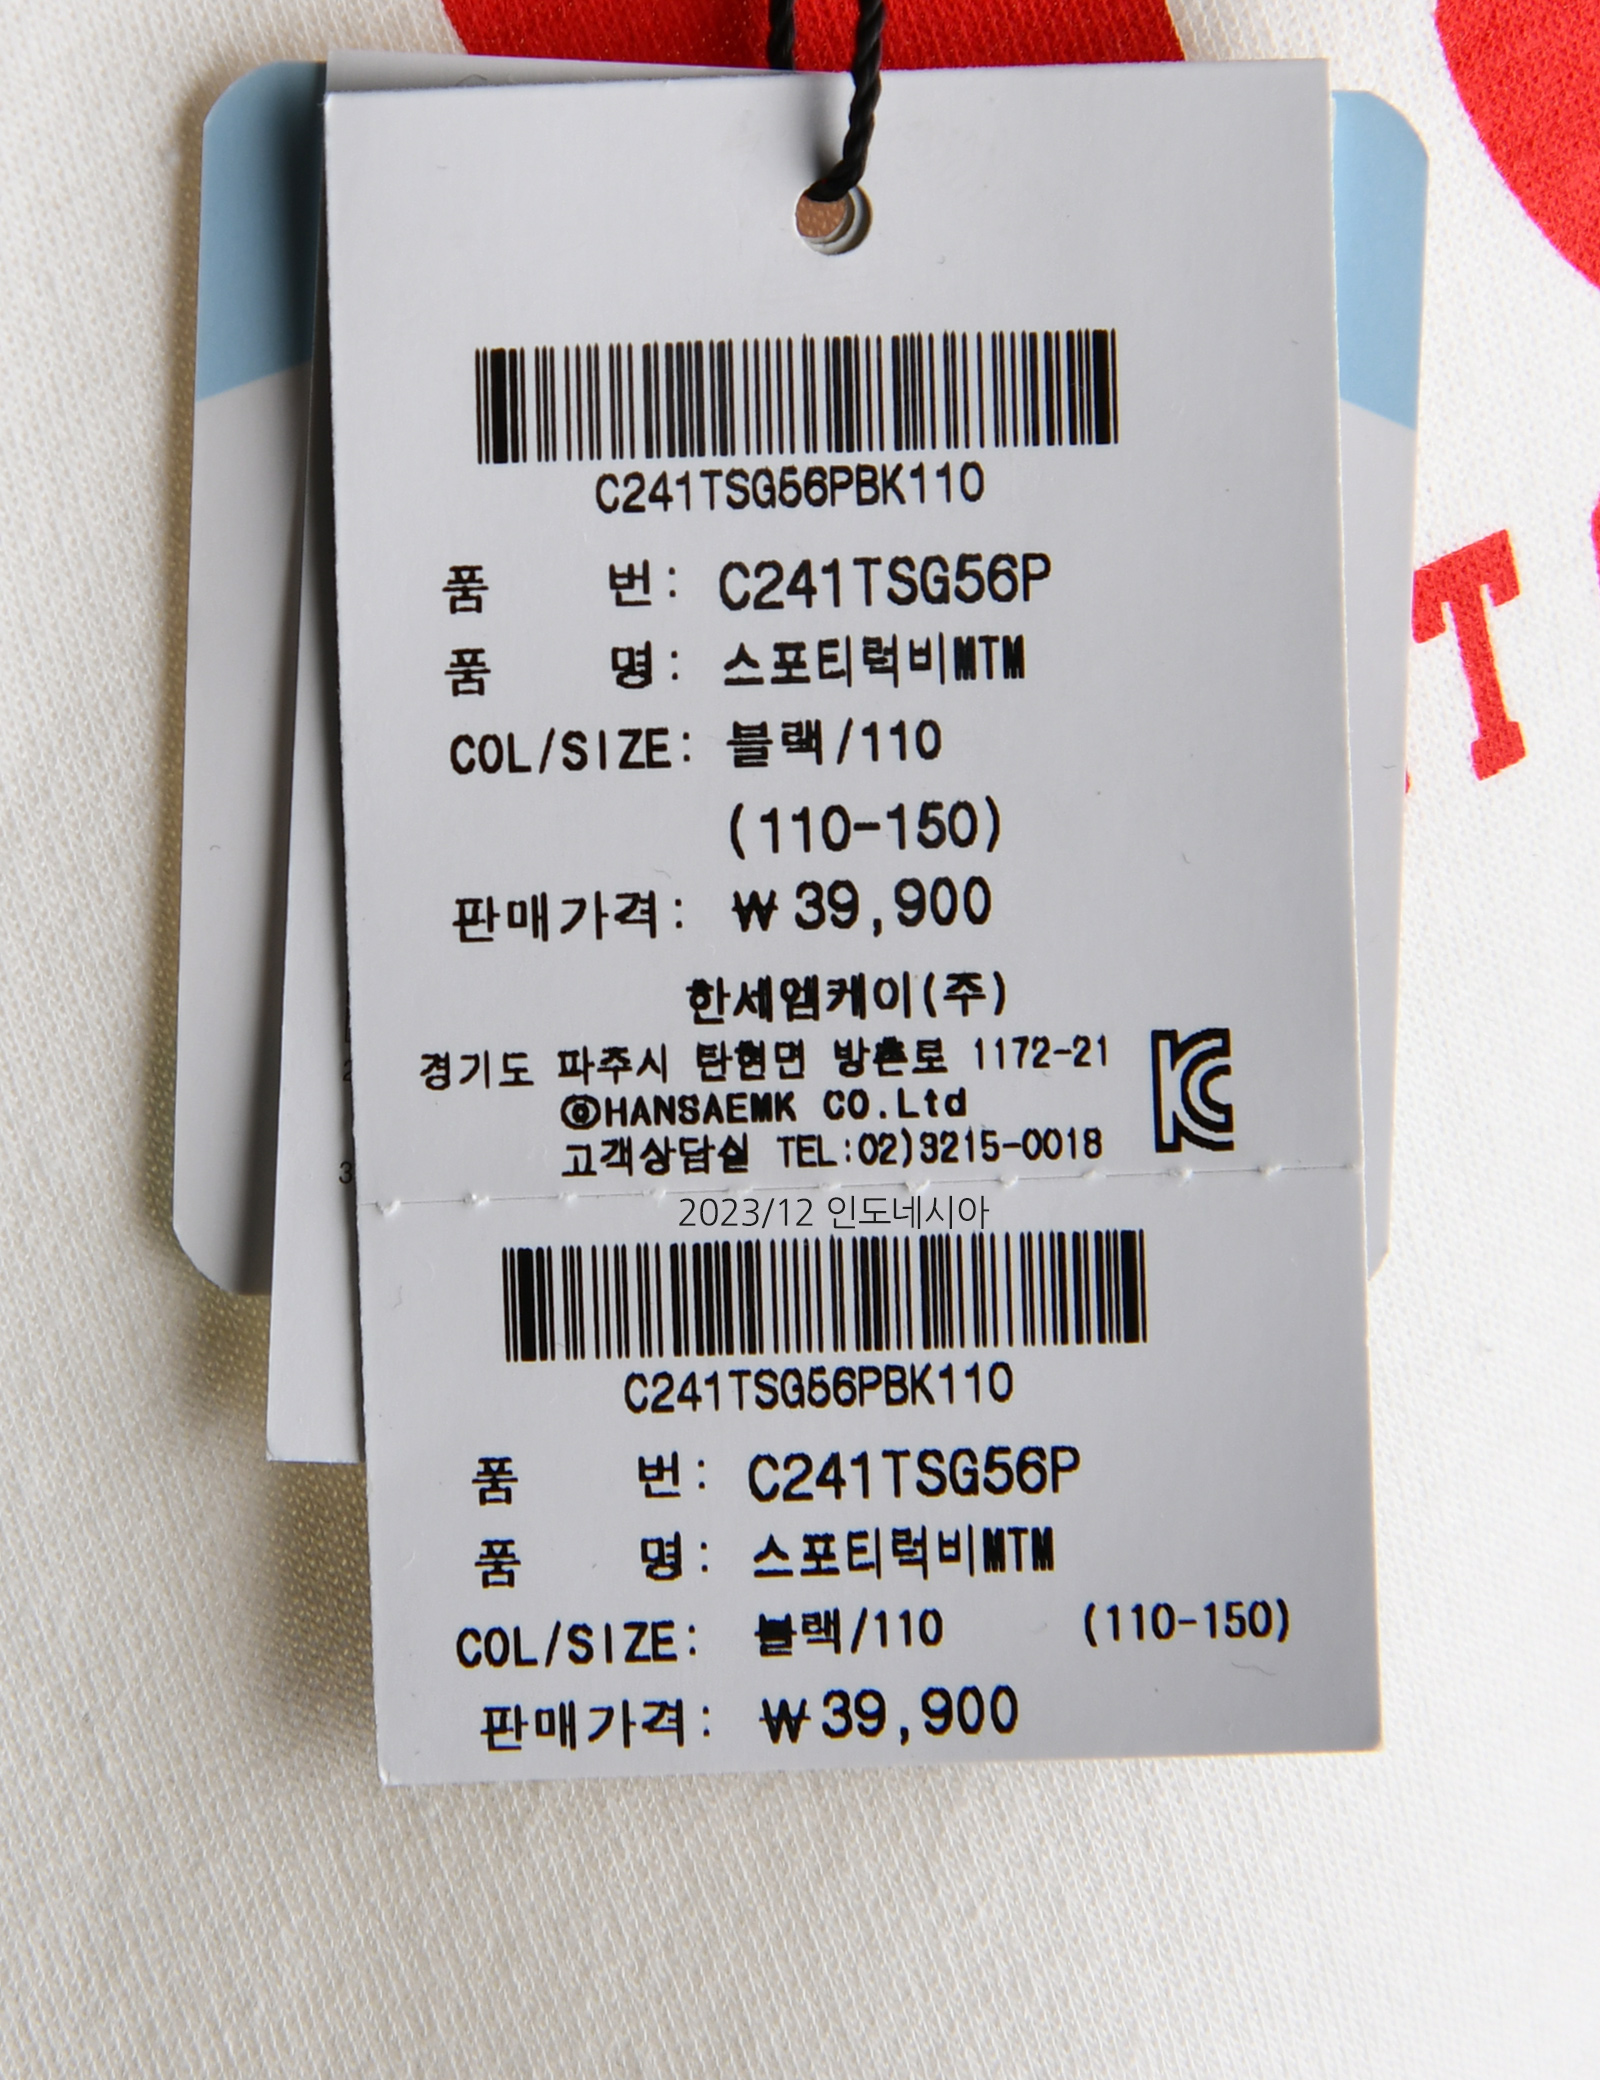 C241TSG56PBK110
품 번: C241TSG56P
품 명: 스포티럭비MTM
COL/SIZE: 블랙/110
(110-150)
판매가격: ₩39,900
한세엠케이(주)
경기도 파주시 탄현면 방촌로 1172-21
©HANSAEMK CO.Ltd
고객상담실 TEL:02)3215-0018
2023/12 인도네시아
C241TSG56PBK110
품 번: C241TSG56P
품 명: 스포티럭비MTM
COL/SIZE: 블랙/110 (110-150)
판매가격: ₩39,900
T